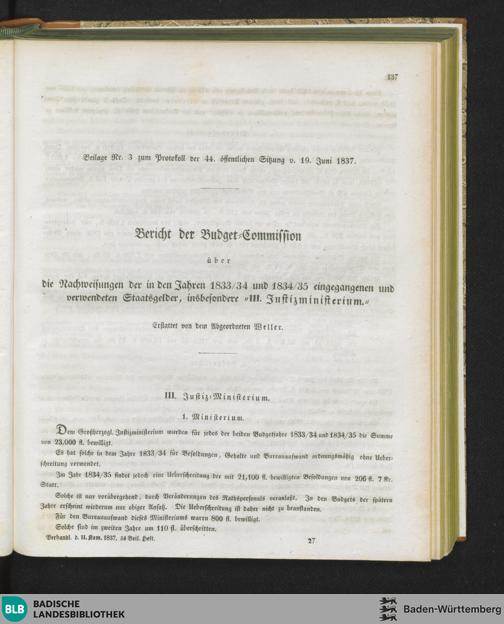 137
Beilage Nr. 3 zum Protokoll der 44. öffentlichen Sitzung v. 19. Juni 1837.
Bericht der Budget-Commission
über
die Nachweisungen der in den Jahren 1833/34 und 1834/35 eingegangenen und
verwendeten Staatsgelder, insbesondere „III. Justizministerium.“
Erstattet von dem Abgeordneten Weller.
III. Justiz-Ministerium.
1. Ministerium.
Dem Großherzogl. Justizministerium wurden für jedes der beiden Budgetjahre 1833/34 und 1834/35 die Summe
von 23,000 fl. bewilligt.
Es hat solche in dem Jahre 1833/34 für Besoldungen, Gehalte und Bureauaufwand ordnungsmäßig ohne Ueber-
schreitung verwendet.
Im Jahr 1834/35 findet jedoch eine Ueberschreitung der mit 21,100 fl. bewilligten Besoldungen von 206 fl. 7 Kr.
Statt.
Solche ist nur vorübergehend, durch Veränderungen des Rathspersonals veranlaßt. In den Budgets der spätern
Jahre erscheint wiederum nur obiger Ansatz. Die Ueberschreitung ist daher nicht zu beanstanden.
Für den Bureauaufwand dieses Ministeriums waren 800 fl. bewilligt.
Solche sind im zweiten Jahre um 110 fl. überschritten.
Verhandl. d. II. Kam. 1837, 5s Beil. Heft. 27
BLB BADISCHE
LANDESBIBLIOTHEK
Baden-Württemberg